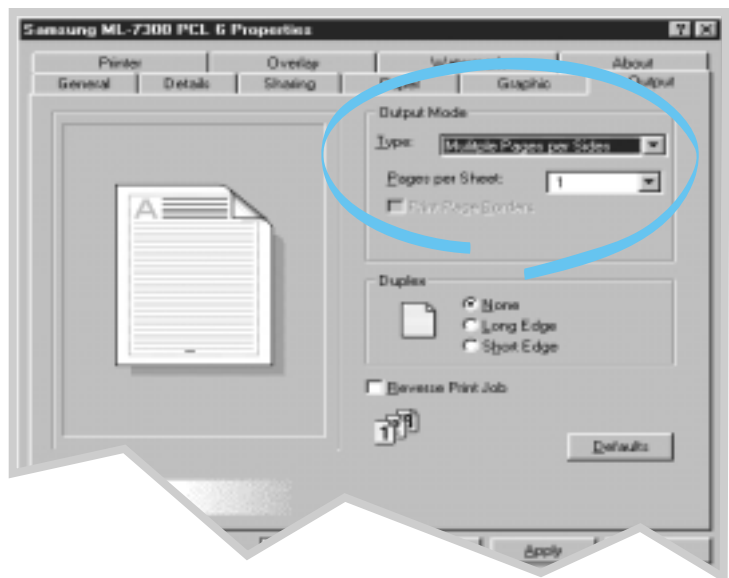 Samsung ML-7300 PCL 6 Properties
Printer Overlay About
General Details Sharing Paper Graphic Output
Output Mode
Type: Multiple Pages per Sides
Pages per Sheet: 1
Print Page Borders
A
Duplex
None
Long Edge
Short Edge
Reverse Print Job
1
Defaults
Apply